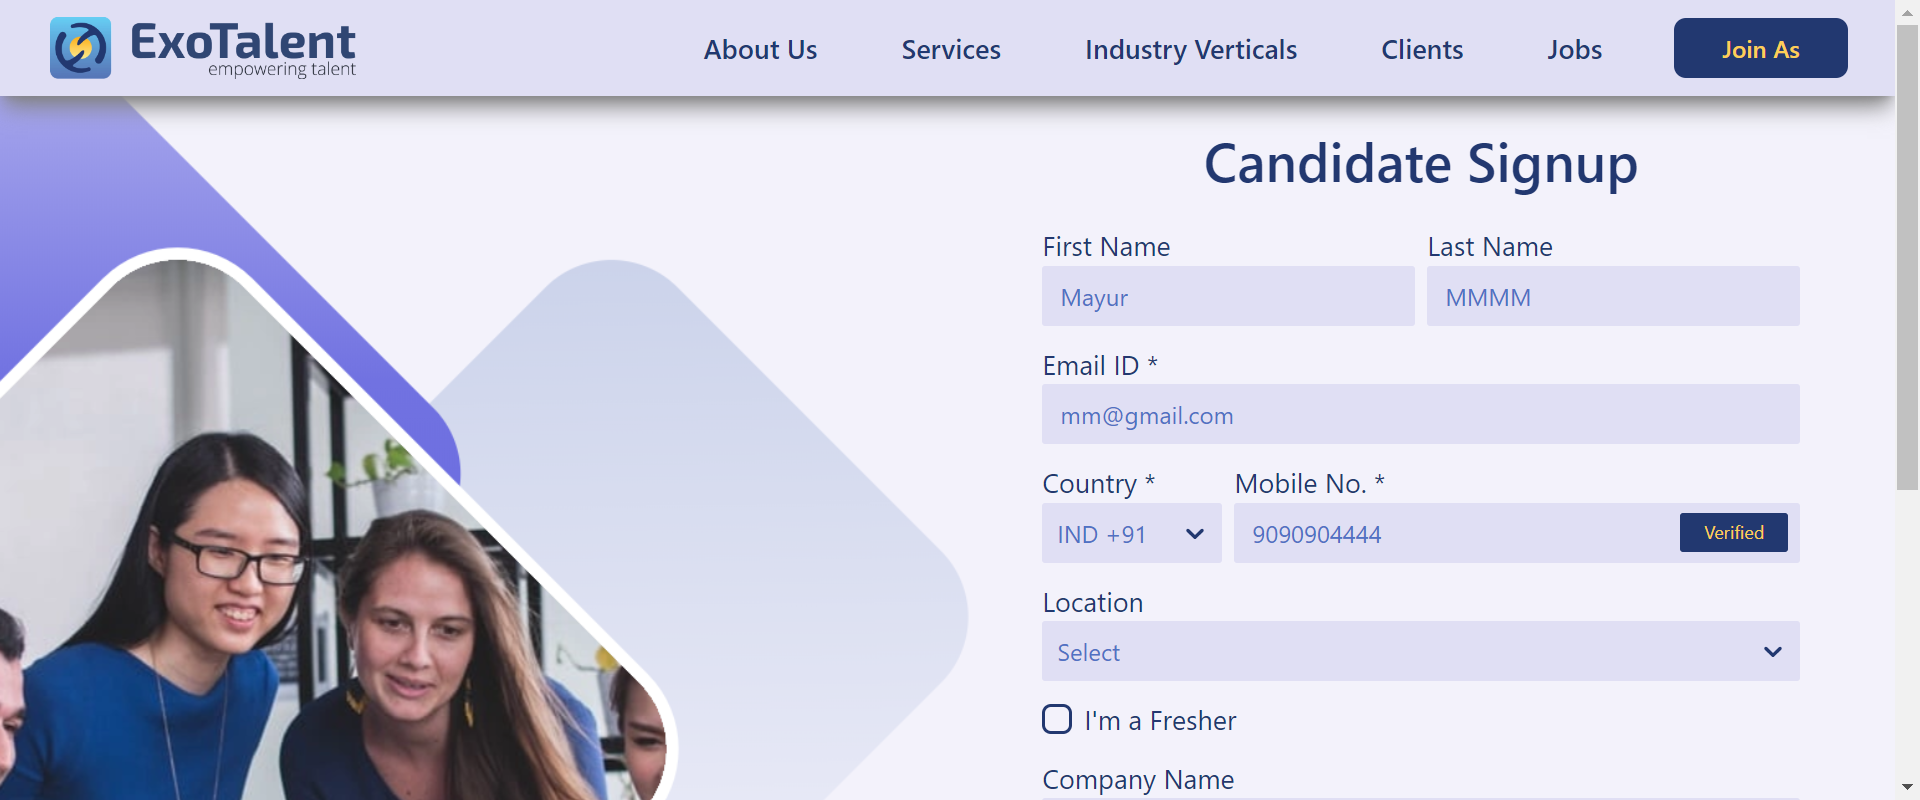 ExoTalent
empowering talent
About Us
Services
Industry Verticals
Clients
Jobs
Join As
Candidate Signup
First Name
Last Name
Mayur
MMMM
Email ID *
mm@gmail.com
Country *
Mobile No. *
IND +91
9090904444
Verified
Location
Select
I'm a Fresher
Company Name